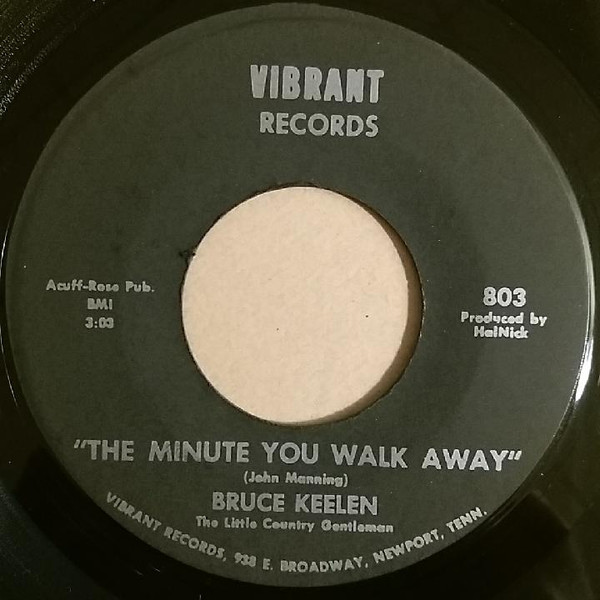 VIBRANT
RECORDS
Acuff-Rose Pub.
BMI
3:03
803
Produced by
HalNick
"THE MINUTE YOU WALK AWAY"
(John Manning)
BRUCE KEELEN
The Little Country Gentleman
VIBRANT RECORDS, 938 E. BROADWAY, NEWPORT, TENN.